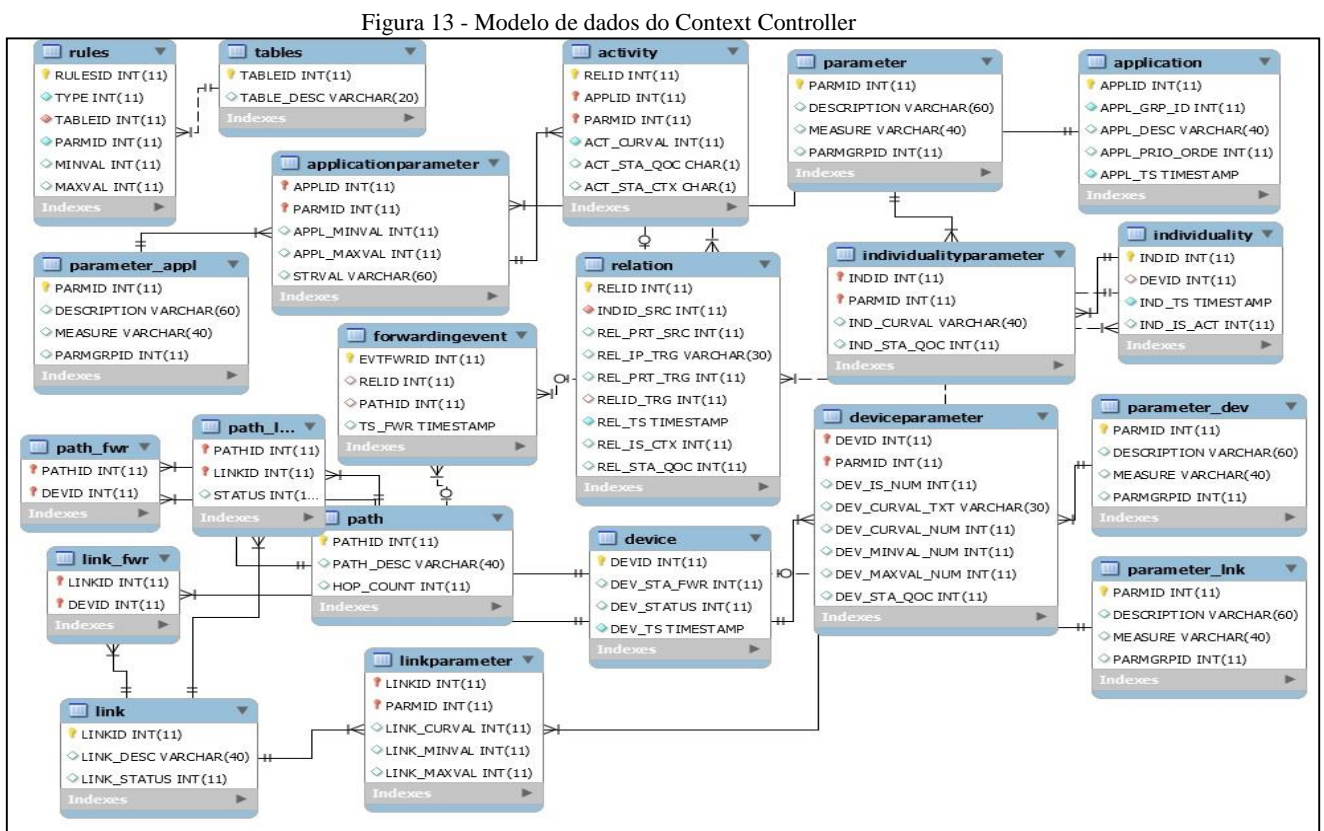 Figura 13 - Modelo de dados do Context Controller
rules
RULESID INT(11)
TYPE INT(11)
TABLEID INT(11)
PARMID INT(11)
MINVAL INT(11)
MAXVAL INT(11)
Indexes
tables
TABLEID INT(11)
TABLE_DESC VARCHAR(20)
Indexes
activity
RELID INT(11)
APPLID INT(11)
PARMID INT(11)
ACT_CURVAL INT(11)
ACT_STA_QOC CHAR(1)
ACT_STA_CTX CHAR(1)
Indexes
parameter
PARMID INT(11)
DESCRIPTION VARCHAR(60)
MEASURE VARCHAR(40)
PARMGRPID INT(11)
Indexes
application
APPLID INT(11)
APPL_GRP_ID INT(11)
APPL_DESC VARCHAR(40)
APPL_PRIO_ORDE INT(11)
APPL_TS TIMESTAMP
Indexes
applicationparameter
APPLID INT(11)
PARMID INT(11)
APPL_MINVAL INT(11)
APPL_MAXVAL INT(11)
STRVAL VARCHAR(60)
Indexes
parameter_appl
PARMID INT(11)
DESCRIPTION VARCHAR(60)
MEASURE VARCHAR(40)
PARMGRPID INT(11)
Indexes
relation
RELID INT(11)
INDID_SRC INT(11)
REL_PRT_SRC INT(11)
REL_IP_TRG VARCHAR(30)
REL_PRT_TRG INT(11)
RELID_TRG INT(11)
REL_TS TIMESTAMP
REL_IS_CTX INT(11)
REL_STA_QOC INT(11)
Indexes
individualityparameter
INDID INT(11)
PARMID INT(11)
IND_CURVAL VARCHAR(40)
IND_STA_QOC INT(11)
Indexes
individuality
INDID INT(11)
DEVID INT(11)
IND_TS TIMESTAMP
IND_IS_ACT INT(11)
Indexes
forwardingevent
EVTFWRID INT(11)
RELID INT(11)
PATHID INT(11)
TS_FWR TIMESTAMP
Indexes
path_fwr
PATHID INT(11)
DEVID INT(11)
Indexes
path_l...
PATHID INT(11)
LINKID INT(11)
STATUS INT(1...
Indexes
path
PATHID INT(11)
PATH_DESC VARCHAR(40)
HOP_COUNT INT(11)
device
DEVID INT(11)
DEV_STA_FWR INT(11)
DEV_STATUS INT(11)
DEV_TS TIMESTAMP
Indexes
deviceparameter
DEVID INT(11)
PARMID INT(11)
DEV_IS_NUM INT(11)
DEV_CURVAL_TXT VARCHAR(30)
DEV_CURVAL_NUM INT(11)
DEV_MINVAL_NUM INT(11)
DEV_MAXVAL_NUM INT(11)
DEV_STA_QOC INT(11)
Indexes
parameter_dev
PARMID INT(11)
DESCRIPTION VARCHAR(60)
MEASURE VARCHAR(40)
PARMGRPID INT(11)
Indexes
link_fwr
LINKID INT(11)
DEVID INT(11)
Indexes
parameter_lnk
PARMID INT(11)
DESCRIPTION VARCHAR(60)
MEASURE VARCHAR(40)
PARMGRPID INT(11)
Indexes
link
LINKID INT(11)
LINK_DESC VARCHAR(40)
LINK_STATUS INT(11)
Indexes
linkparameter
LINKID INT(11)
PARMID INT(11)
LINK_CURVAL INT(11)
LINK_MINVAL INT(11)
LINK_MAXVAL INT(11)
Indexes